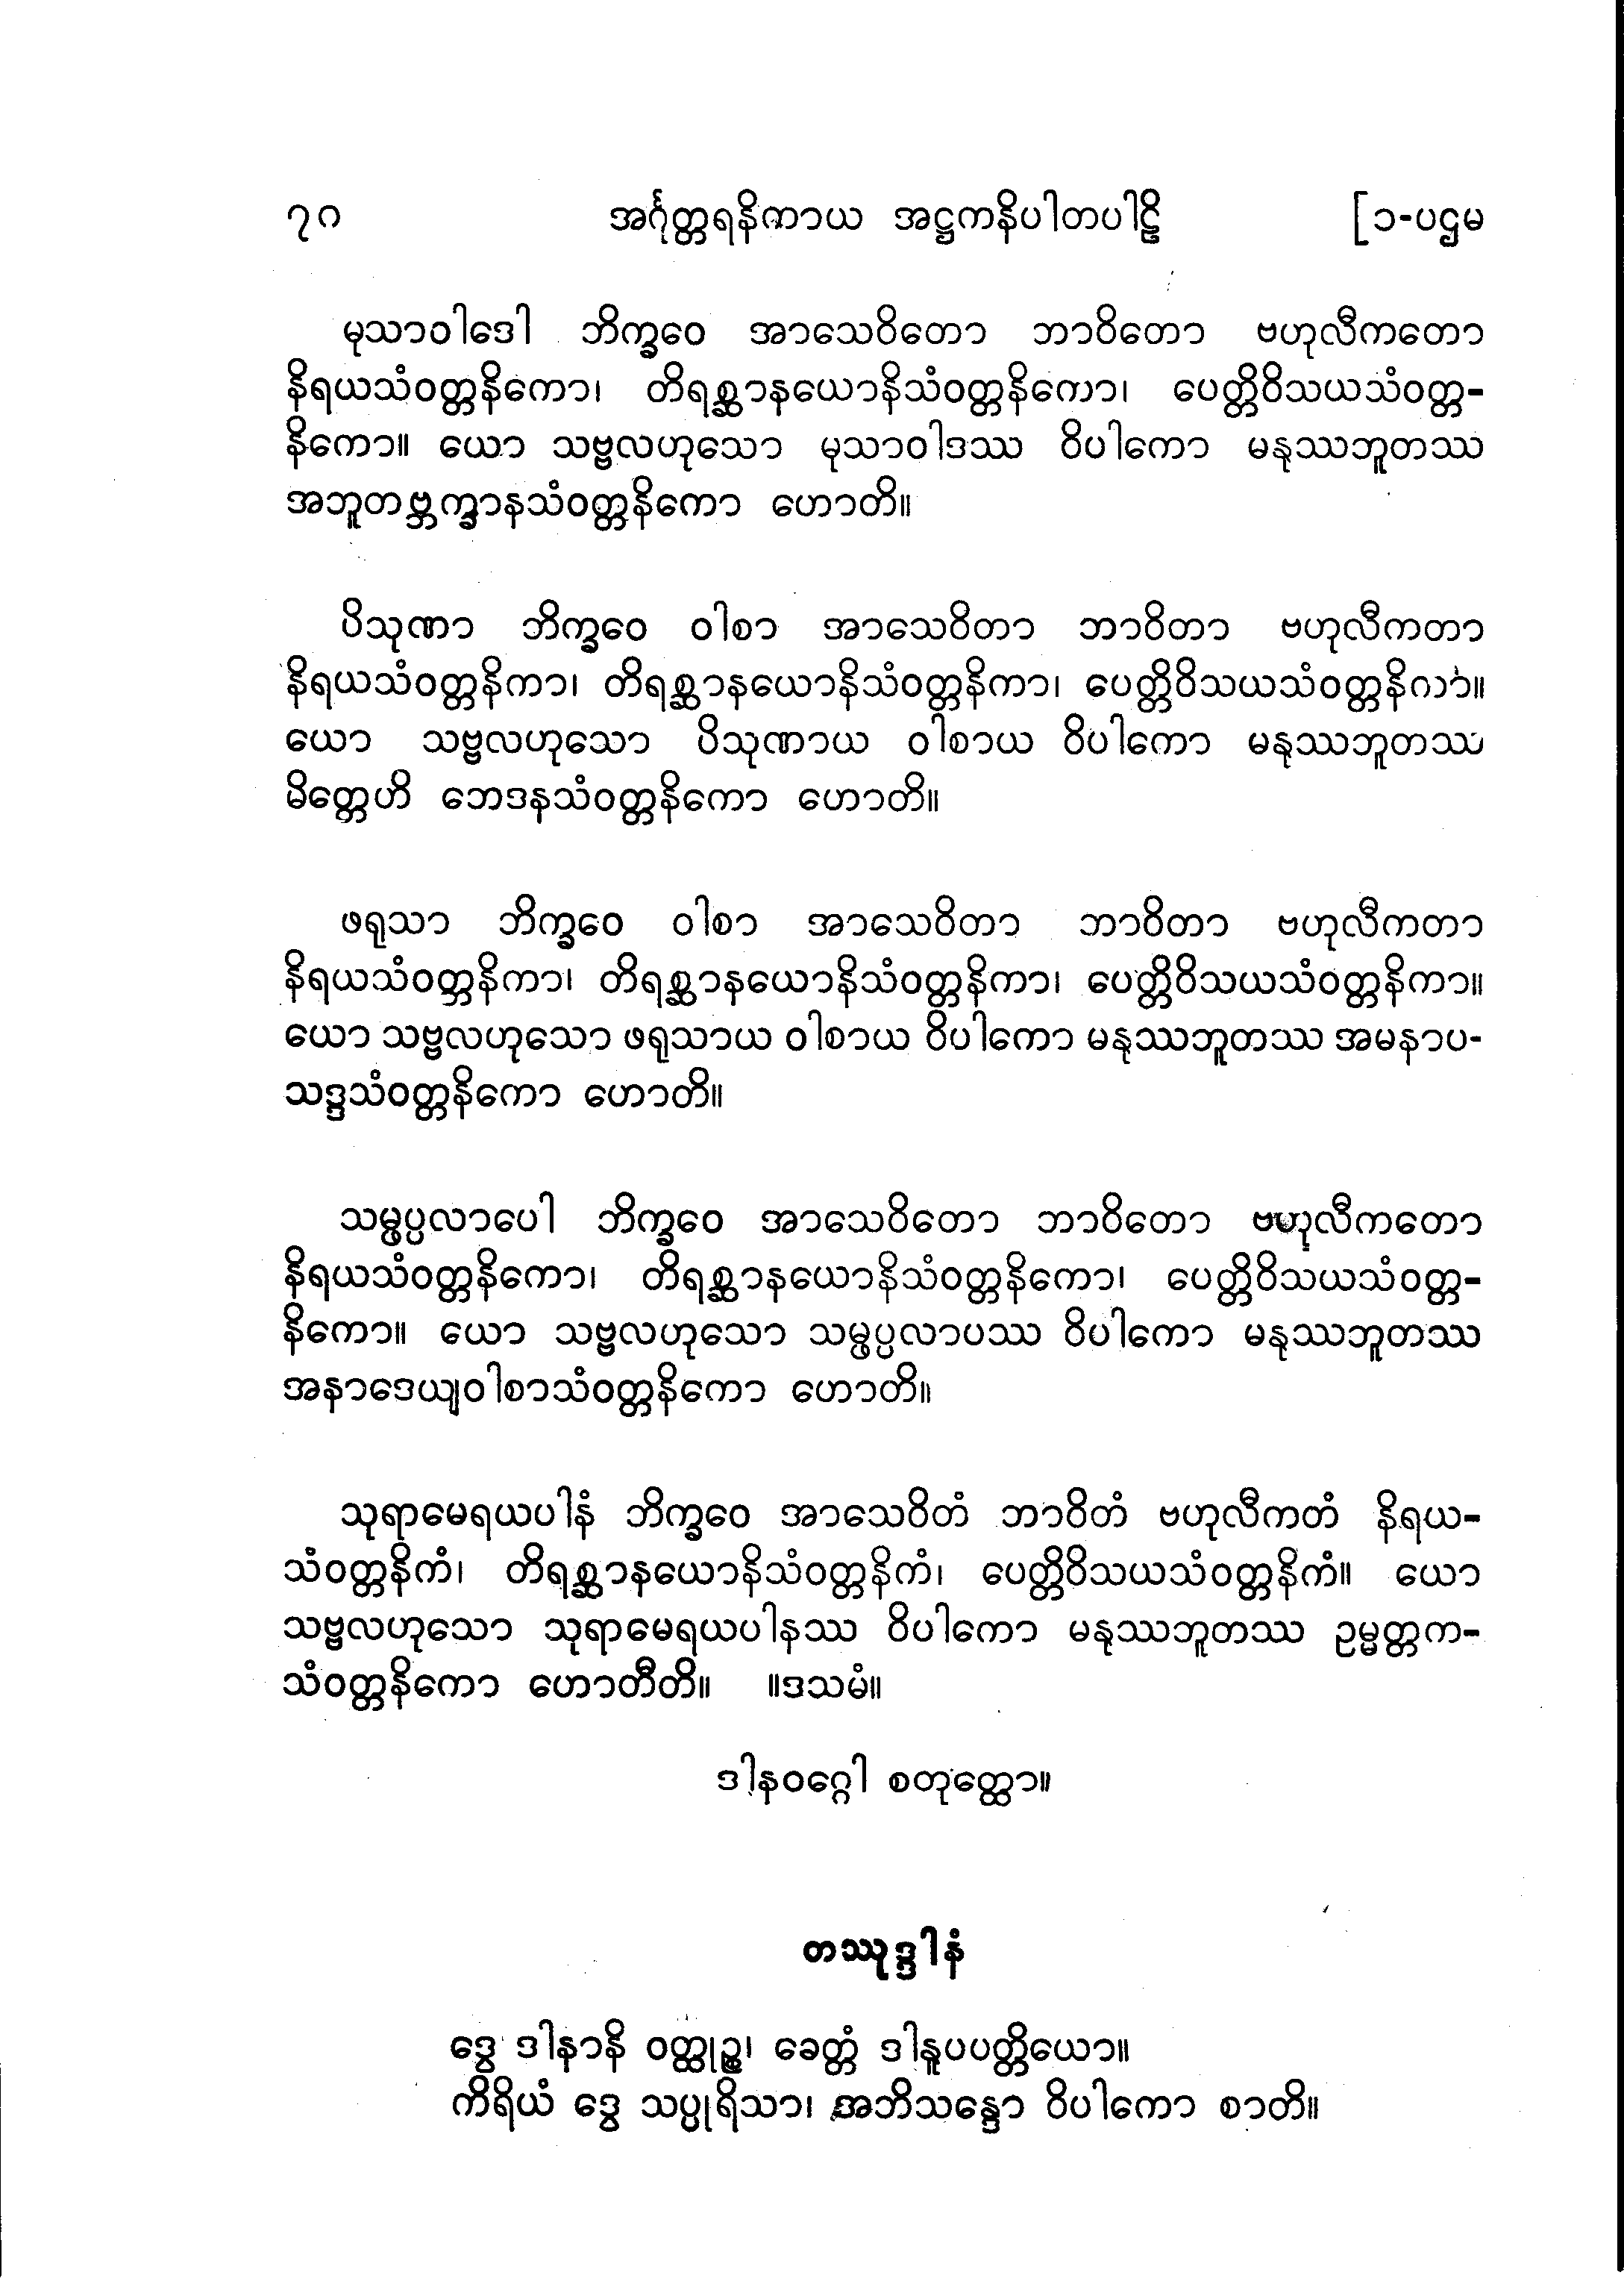 ၇၀ အင်္ဂုတ္တရနိကာယ အဋ္ဌကနိပါတပါဠိ [၁-ပဌမ
မုသာဝါဒေါ ဘိက္ခဝေ အာသေဝိတော ဘာဝိတော ဗဟုလီကတော
နိရယသံဝတ္တနိကော၊ တိရစ္ဆာနယောနိသံဝတ္တနိကော၊ ပေတ္တိဝိသယသံဝတ္တ-
နိကော။ ယော သဗ္ဗလဟုသော မုသာဝါဒဿ ဝိပါကော မနုဿဘူတဿ
အဘူတဗ္ဘက္ခာနသံဝတ္တနိကော ဟောတိ။
ပိသုဏာ ဘိက္ခဝေ ဝါစာ အာသေဝိတာ ဘာဝိတာ ဗဟုလီကတာ
နိရယသံဝတ္တနိကာ၊ တိရစ္ဆာနယောနိသံဝတ္တနိကာ၊ ပေတ္တိဝိသယသံဝတ္တနိကာ။
ယော သဗ္ဗလဟုသော ပိသုဏာယ ဝါစာယ ဝိပါကော မနုဿဘူတဿ
မိတ္တေဟိ ဘေဒနသံဝတ္တနိကော ဟောတိ။
ဖရုသာ ဘိက္ခဝေ ဝါစာ အာသေဝိတာ ဘာဝိတာ ဗဟုလီကတာ
နိရယသံဝတ္တနိကာ၊ တိရစ္ဆာနယောနိသံဝတ္တနိကာ၊ ပေတ္တိဝိသယသံဝတ္တနိကာ။
ယော သဗ္ဗလဟုသော ဖရုသာယ ဝါစာယ ဝိပါကော မနုဿဘူတဿ အမနာပ-
သဒ္ဒသံဝတ္တနိကော ဟောတိ။
သမ္ဖပ္ပလာပေါ ဘိက္ခဝေ အာသေဝိတော ဘာဝိတော ဗဟုလီကတော
နိရယသံဝတ္တနိကော၊ တိရစ္ဆာနယောနိသံဝတ္တနိကော၊ ပေတ္တိဝိသယသံဝတ္တ-
နိကော။ ယော သဗ္ဗလဟုသော သမ္ဖပ္ပလာပဿ ဝိပါကော မနုဿဘူတဿ
အနာဒေယျဝါစာသံဝတ္တနိကော ဟောတိ။
သုရာမေရယပါနံ ဘိက္ခဝေ အာသေဝိတံ ဘာဝိတံ ဗဟုလီကတံ နိရယ-
သံဝတ္တနိကံ၊ တိရစ္ဆာနယောနိသံဝတ္တနိကံ၊ ပေတ္တိဝိသယသံဝတ္တနိကံ။ ယော
သဗ္ဗလဟုသော သုရာမေရယပါနဿ ဝိပါကော မနုဿဘူတဿ ဥမ္မတ္တက-
သံဝတ္တနိကော ဟောတီတိ။ ။ဒသမံ။
ဒါနဝဂ္ဂေါ စတုတ္ထော။
တဿုဒ္ဒါနံ
ဒွေ ဒါနာနိ ဝတ္ထုဉ္စ၊ ခေတ္တံ ဒါနူပပတ္တိယော။
ကိရိယံ ဒွေ သပ္ပုရိသာ၊ အဘိသန္ဒော ဝိပါကော စာတိ။